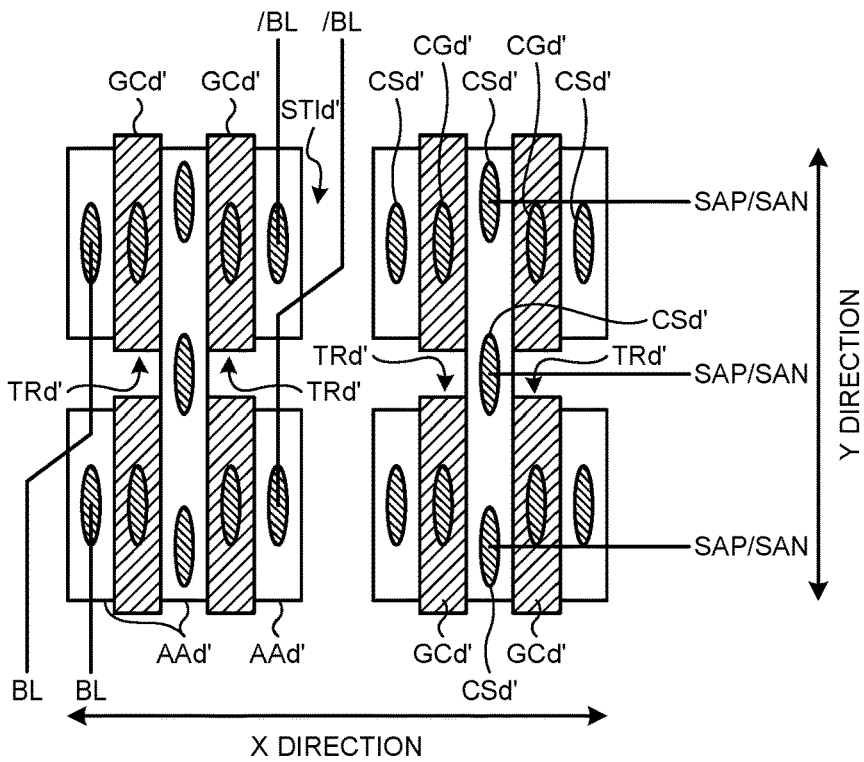 /BL /BL
CGd' CGd'
GCd' GCd' STId' CSd' CSd' CSd'
SAP/SAN
CSd'
TRd' TRd' TRd' TRd'
SAP/SAN
Y DIRECTION
SAP/SAN
AAd' AAd' GCd' GCd'
BL BL CSd'
X DIRECTION